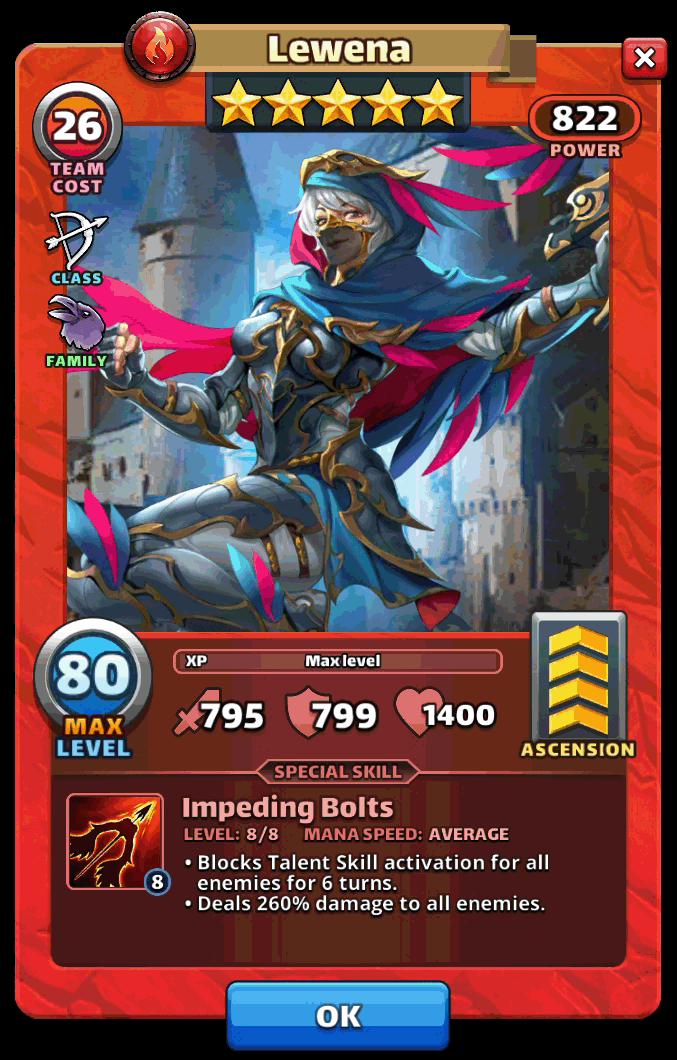 Lewena
26
TEAM
COST
822
POWER
CLASS
FAMILY
80
MAX
LEVEL
XP Max level
795 799 1400
ASCENSION
SPECIAL SKILL
Impeding Bolts
LEVEL: 8/8 MANA SPEED: AVERAGE
8
• Blocks Talent Skill activation for all
enemies for 6 turns.
• Deals 260% damage to all enemies.
OK